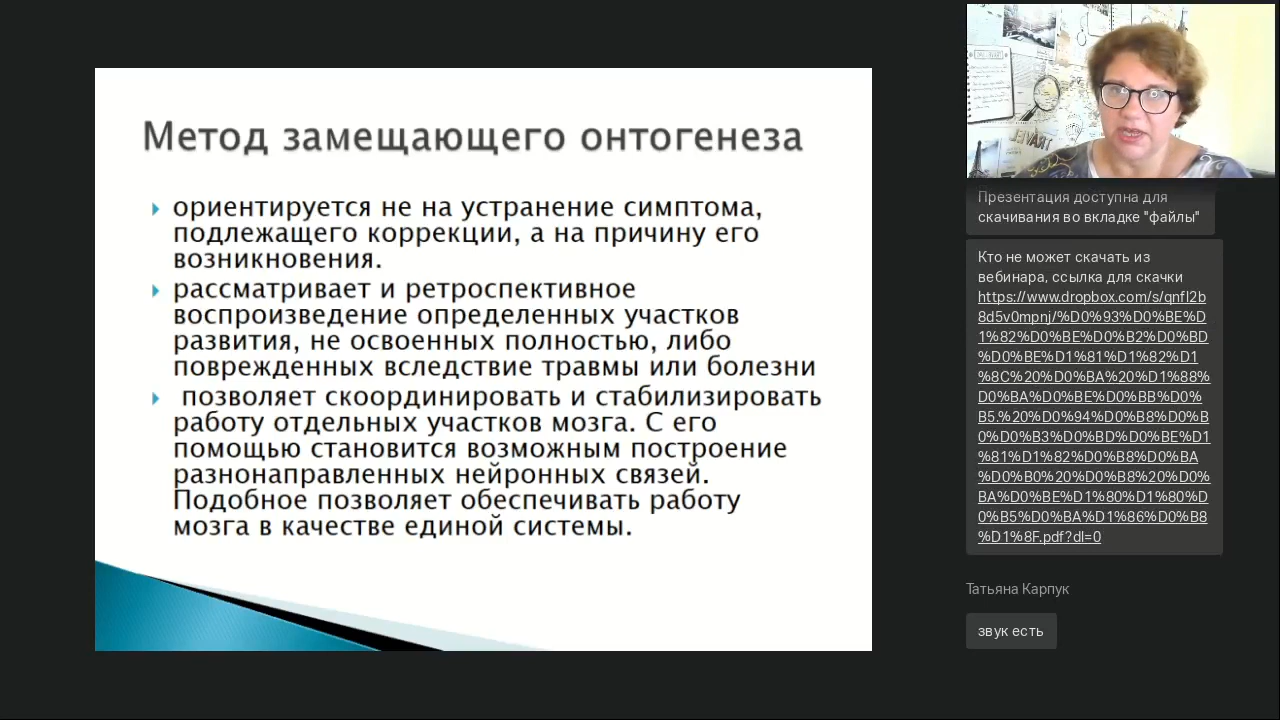 Метод замещающего онтогенеза
ориентируется не на устранение симптома,
подлежащего коррекции, а на причину его
возникновения.
рассматривает и ретроспективное
воспроизведение определенных участков
развития, не освоенных полностью, либо
поврежденных вследствие травмы или болезни
позволяет скоординировать и стабилизировать
работу отдельных участков мозга. С его
помощью становится возможным построение
разнонаправленных нейронных связей.
Подобное позволяет обеспечивать работу
мозга в качестве единой системы.
TRAVEL
Презентация доступна для
скачивания во вкладке "файлы"
Кто не может скачать из
вебинара, ссылка для скачки
https://www.dropbox.com/s/qnfl2b
8d5v0mpnj/%D0%93%D0%BE%D
1%82%D0%BE%D0%B2%D0%BD
%D0%BE%D1%81%D1%82%D1
%8C%20%D0%BA%20%D1%88%
D0%BA%D0%BE%D0%BB%D0%
B5.%20%D0%94%D0%B8%D0%B
0%D0%B3%D0%BD%D0%BE%D1
%81%D1%82%D0%B8%D0%BA
%D0%B0%20%D0%B8%20%D0%
BA%D0%BE%D1%80%D1%80%D
0%B5%D0%BA%D1%86%D0%B8
%D1%8F.pdf?dl=0
Татьяна Карпук
звук есть